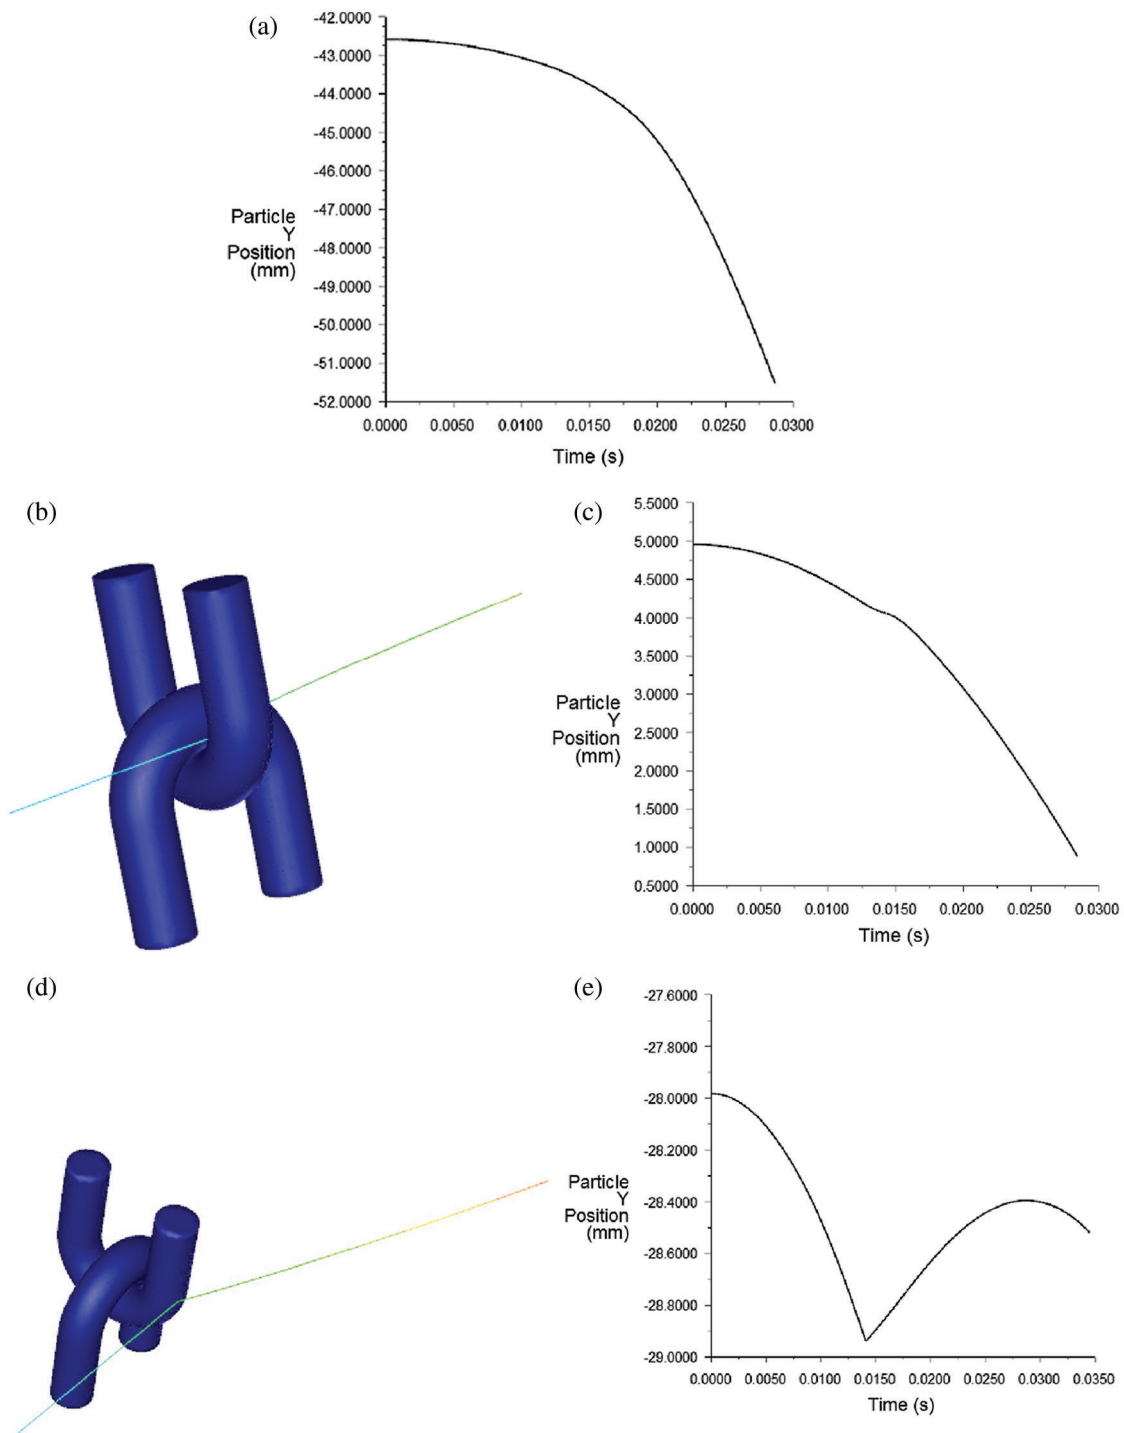 (a)
-42.0000
-43.0000
-44.0000
-45.0000
-46.0000
-47.0000
-48.0000
-49.0000
-50.0000
-51.0000
-52.0000
Particle
Y
Position
(mm)
0.0000 0.0050 0.0100 0.0150 0.0200 0.0250 0.0300
Time (s)
(b)
(c)
5.5000
5.0000
4.5000
4.0000
3.5000
3.0000
2.5000
2.0000
1.5000
1.0000
0.5000
Particle
Y
Position
(mm)
0.0000 0.0050 0.0100 0.0150 0.0200 0.0250 0.0300
Time (s)
(d)
(e)
-27.6000
-27.8000
-28.0000
-28.2000
-28.4000
-28.6000
-28.8000
-29.0000
Particle
Y
Position
(mm)
0.0000 0.0050 0.0100 0.0150 0.0200 0.0250 0.0300 0.0350
Time (s)